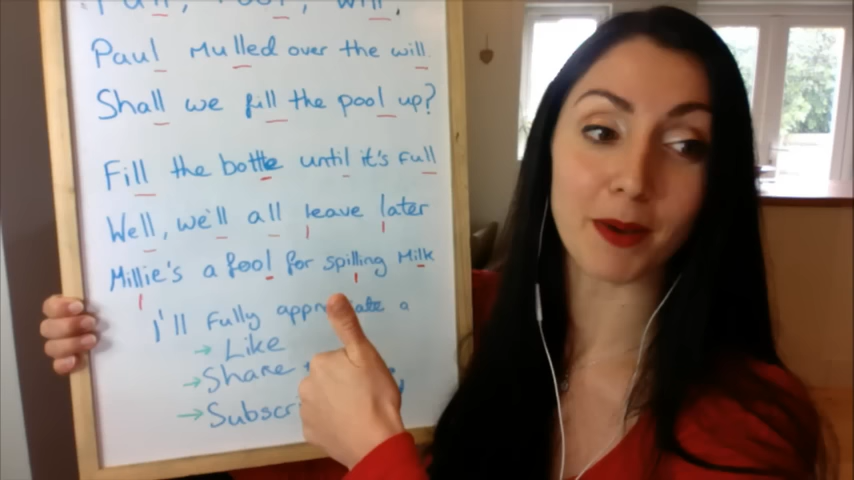 Paul Mulled over the will.
Shall we fill the pool up?
Fill the bottle until it's full
Well, we'll all leave later
Millie's a fool for spilling Milk
I'll fully a
→ Like
→ Share
→